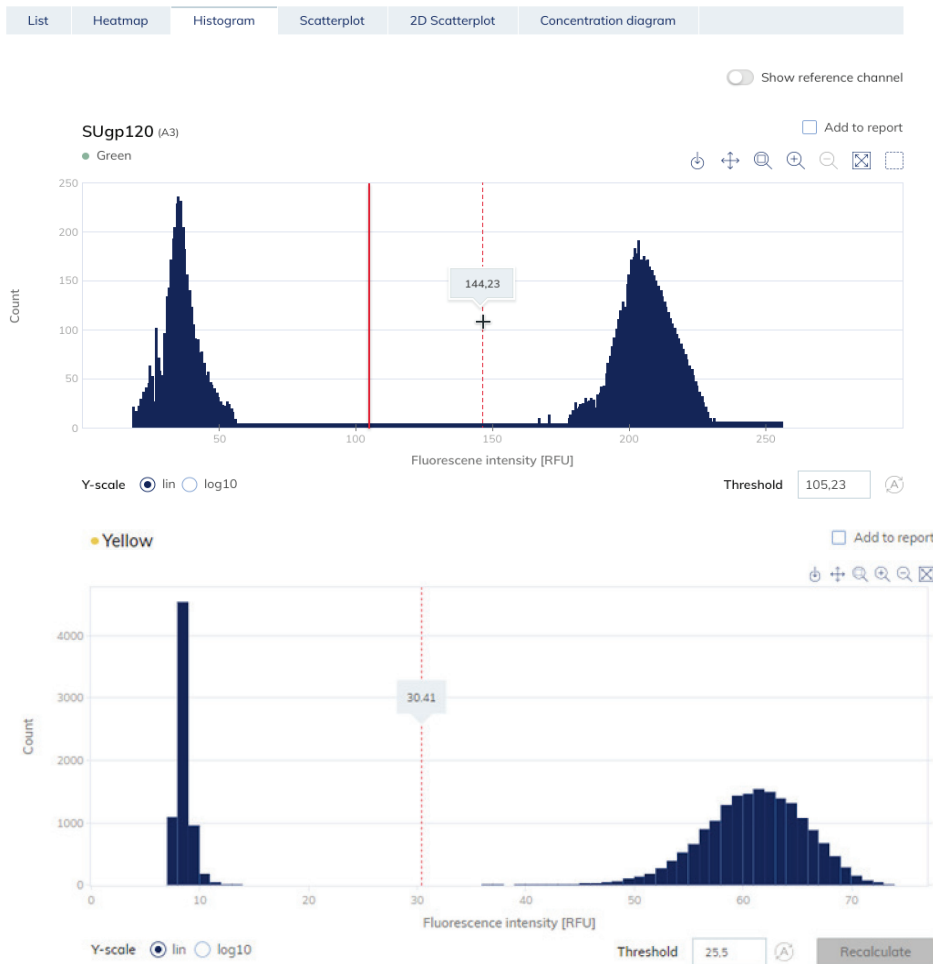 List Heatmap Histogram Scatterplot 2D Scatterplot Concentration diagram
Show reference channel
SUgp120 (A3)
Add to report
Green
250
200
150
100
50
0
Count
144,23
50 100 150 200 250
Fluorescene intensity [RFU]
Y-scale lin log10
Threshold 105,23 A
Yellow
Add to report
4000
3000
2000
1000
0
Count
30.41
0 10 20 30 40 50 60 70
Fluorescence intensity [RFU]
Y-scale lin log10
Threshold 25.5 A Recalculate